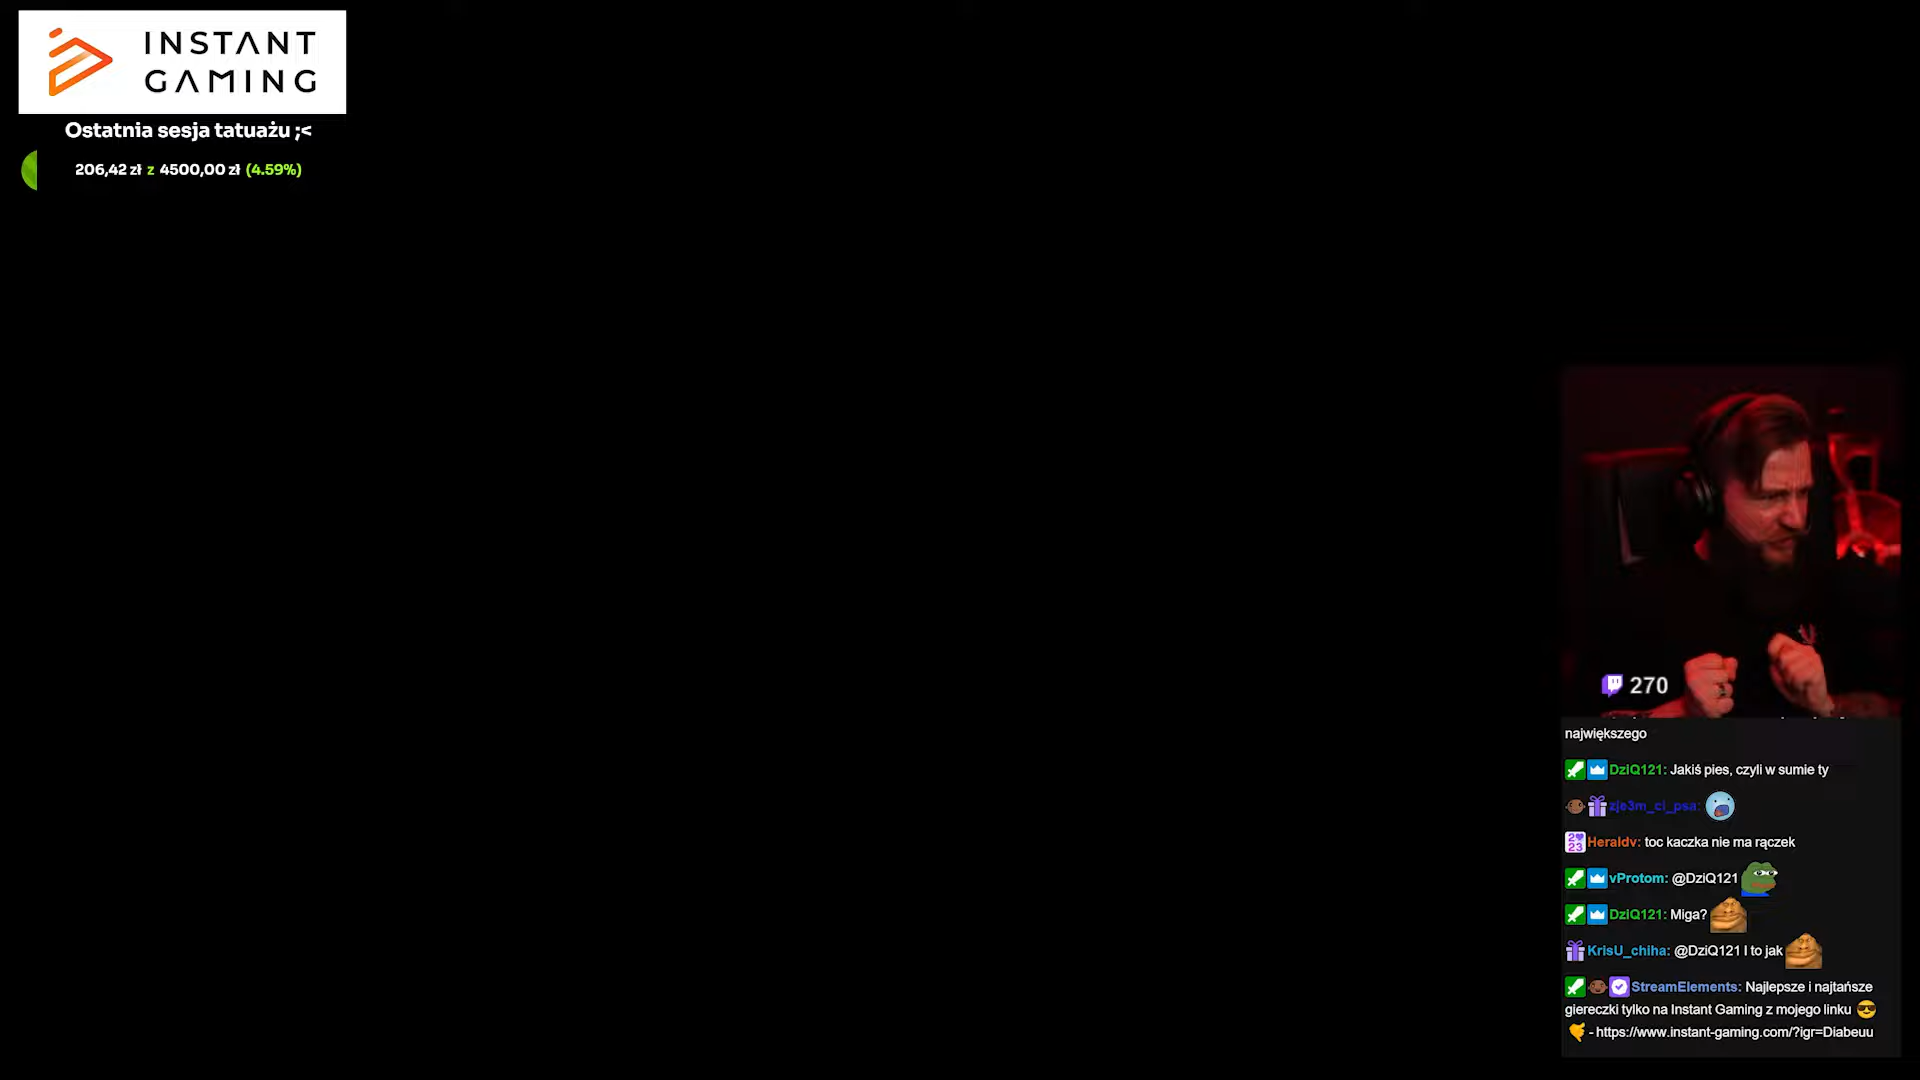 INSTANT
GAMING
Ostatnia sesja tatuażu ;<
206,42 zł z 4500,00 zł (4.59%)
270
największego
DziQ121: Jakiś pies, czyli w sumie ty
zje3m_ci_psa:
Heraldv: toc kaczka nie ma rączek
vProtom: @DziQ121
DziQ121: Miga?
KrisU_chiha: @DziQ121 I to jak
StreamElements: Najlepsze i najtańsze
giereczki tylko na Instant Gaming z mojego linku
- https://www.instant-gaming.com/?igr=Diabeuu